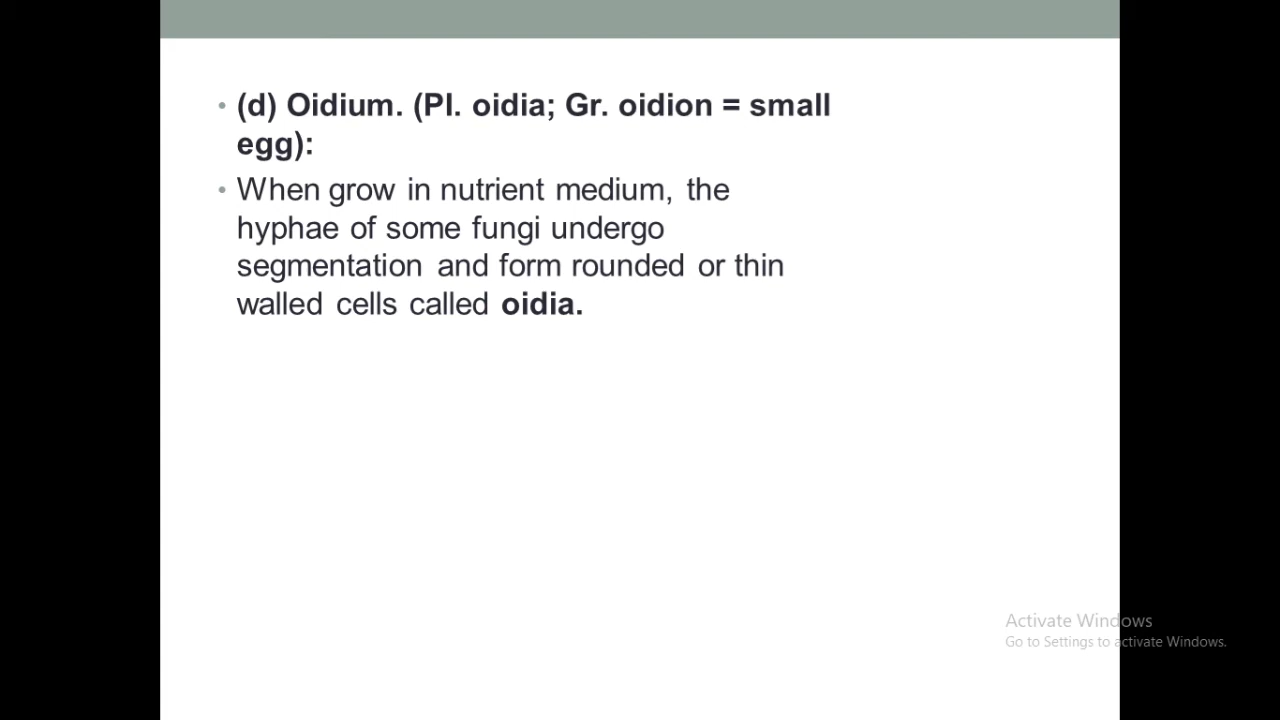 • (d) Oidium. (Pl. oidia; Gr. oidion = small
egg):
• When grow in nutrient medium, the
hyphae of some fungi undergo
segmentation and form rounded or thin
walled cells called oidia.
Activate Windows
Go to Settings to activate Windows.